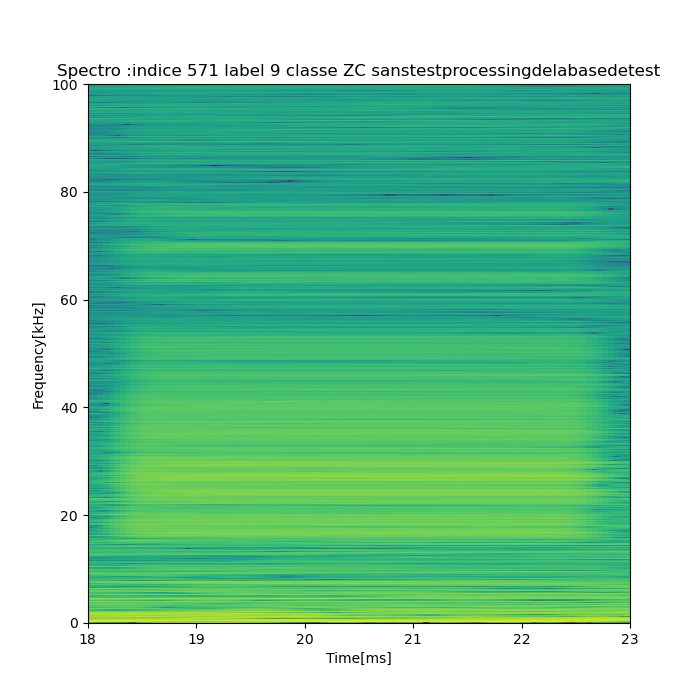 Spectro :indice 571 label 9 classe ZC sanstestprocessingdelabasedetest
100
80
60
40
20
0
Frequency[kHz]
18 19 20 21 22 23
Time[ms]